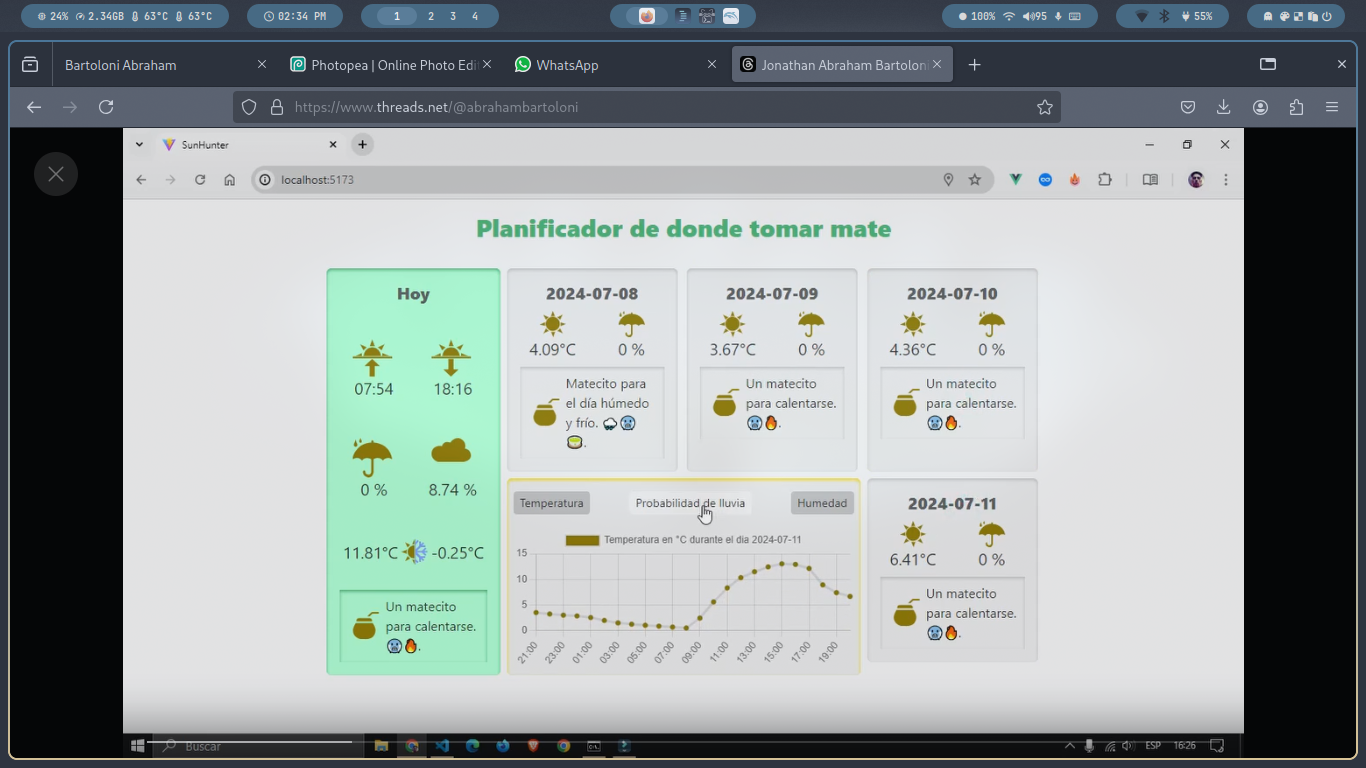 24% 2.34GB 63°C 63°C
02:34 PM
1 2 3 4
100% 95
55%
Bartoloni Abraham
Photopea | Online Photo Edi
WhatsApp
Jonathan Abraham Bartoloni
https://www.threads.net/@abrahambartoloni
SunHunter
localhost:5173
Planificador de donde tomar mate
Hoy
07:54 18:16
0 % 8.74 %
11.81°C -0.25°C
Un matecito
para calentarse.
🥶🔥.
2024-07-08
4.09°C 0 %
Matecito para
el día húmedo
y frío. 🌧️🥶
🍵.
2024-07-09
3.67°C 0 %
Un matecito
para calentarse.
🥶🔥.
2024-07-10
4.36°C 0 %
Un matecito
para calentarse.
🥶🔥.
Temperatura Probabilidad de lluvia Humedad
Temperatura en °C durante el dia 2024-07-11
15
10
5
0
21:00 23:00 01:00 03:00 05:00 07:00 09:00 11:00 13:00 15:00 17:00 19:00
2024-07-11
6.41°C 0 %
Un matecito
para calentarse.
🥶🔥.
Buscar
ESP 16:26